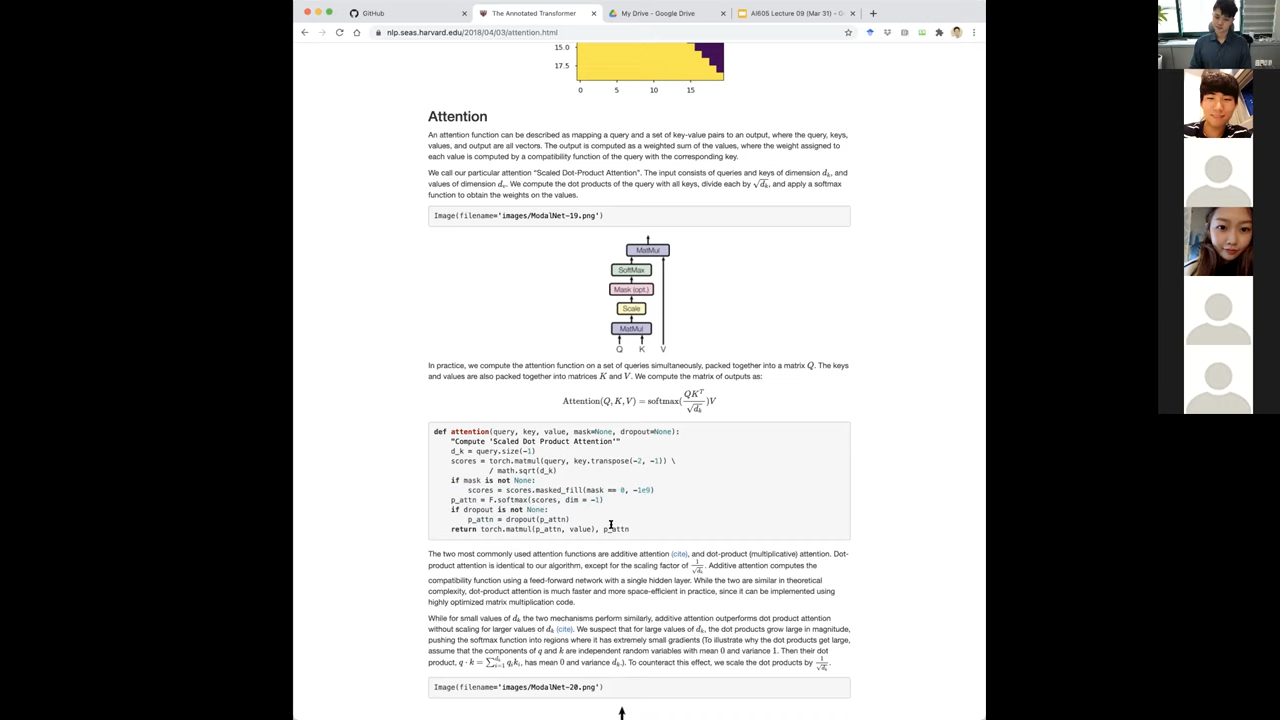 GitHub
The Annotated Transformer
My Drive - Google Drive
AI605 Lecture 09 (Mar 31) - G
nlp.seas.harvard.edu/2018/04/03/attention.html
15.0
17.5
0 5 10 15
Attention
An attention function can be described as mapping a query and a set of key-value pairs to an output, where the query, keys,
values, and output are all vectors. The output is computed as a weighted sum of the values, where the weight assigned to
each value is computed by a compatibility function of the query with the corresponding key.
We call our particular attention “Scaled Dot-Product Attention”. The input consists of queries and keys of dimension d_k, and
values of dimension d_v. We compute the dot products of the query with all keys, divide each by √d_k, and apply a softmax
function to obtain the weights on the values.
Image(filename='images/ModalNet-19.png')
MatMul
SoftMax
Mask (opt.)
Scale
MatMul
Q K V
In practice, we compute the attention function on a set of queries simultaneously, packed together into a matrix Q. The keys
and values are also packed together into matrices K and V. We compute the matrix of outputs as:
Attention(Q, K, V) = softmax(QK^T/√d_k)V
def attention(query, key, value, mask=None, dropout=None):
"Compute 'Scaled Dot Product Attention'"
d_k = query.size(-1)
scores = torch.matmul(query, key.transpose(-2, -1)) \
/ math.sqrt(d_k)
if mask is not None:
scores = scores.masked_fill(mask == 0, -1e9)
p_attn = F.softmax(scores, dim = -1)
if dropout is not None:
p_attn = dropout(p_attn)
return torch.matmul(p_attn, value), p_attn
The two most commonly used attention functions are additive attention (cite), and dot-product (multiplicative) attention. Dot-
product attention is identical to our algorithm, except for the scaling factor of 1/√d_k. Additive attention computes the
compatibility function using a feed-forward network with a single hidden layer. While the two are similar in theoretical
complexity, dot-product attention is much faster and more space-efficient in practice, since it can be implemented using
highly optimized matrix multiplication code.
While for small values of d_k the two mechanisms perform similarly, additive attention outperforms dot product attention
without scaling for larger values of d_k (cite). We suspect that for large values of d_k, the dot products grow large in magnitude,
pushing the softmax function into regions where it has extremely small gradients (To illustrate why the dot products get large,
assume that the components of q and k are independent random variables with mean 0 and variance 1. Then their dot
product, q · k = ∑_{i=1}^{d_k} q_i k_i, has mean 0 and variance d_k.). To counteract this effect, we scale the dot products by 1/√d_k.
Image(filename='images/ModalNet-20.png')